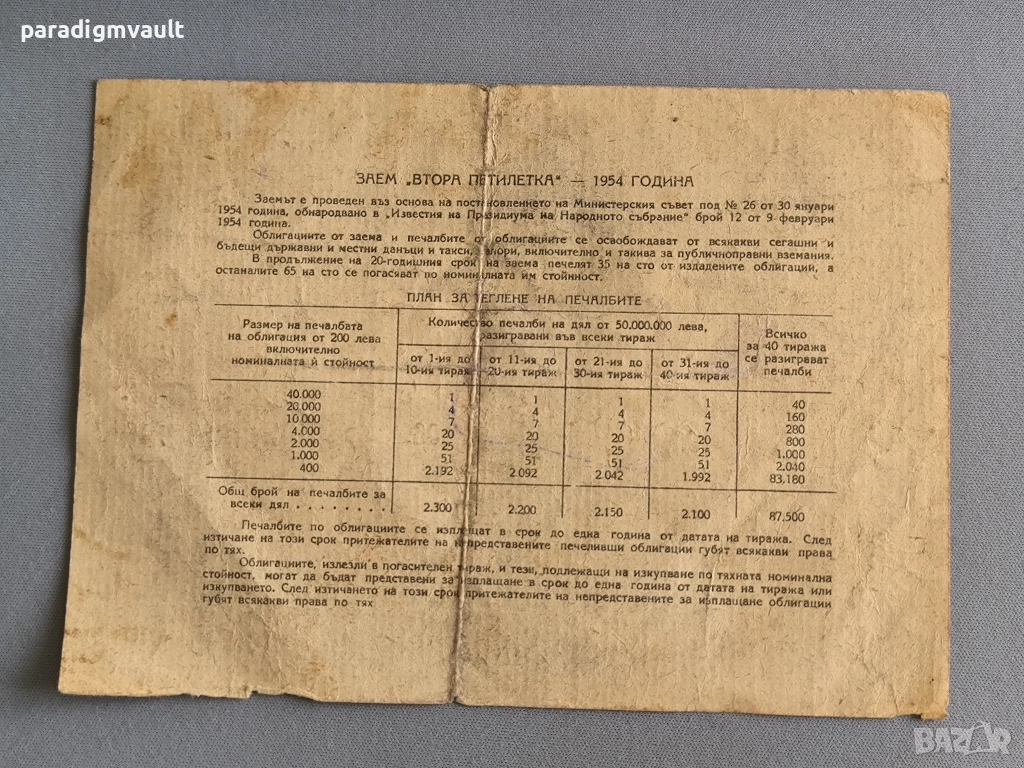 paradigmvault
ЗАЕМ „ВТОРА ПЕТИЛЕТКА“ — 1954 ГОДИНА
Заемът е проведен въз основа на постановлението на Министерския съвет под № 26 от 30 януари
1954 година, обнародвано в „Известия на Президиума на Народното събрание“ брой 12 от 9 февруари
1954 година.
Облигациите от заема и печалбите от облигациите се освобождават от всякакви сегашни и
бъдещи държавни и местни данъци и такси, налори, включително и такива за публичноправни вземания.
В продължение на 20-годишния срок на заема печелят 35 на сто от издадените облигации, а
останалите 65 на сто се погасяват по номиналната им стойнност.
ПЛАН ЗА ТЕГЛЕНЕ НА ПЕЧАЛБИТЕ
Размер на печалбата
на облигация от 200 лева
включително
номиналната ѝ стойност
Количество печалби на дял от 50.000.000 лева,
разигравани във всеки тираж
Всичко
за 40 тиража
се разиграват
печалби
от 1-ия до
10-ия тираж
от 11-ия до
20-ия тираж
от 21-ия до
30-ия тираж
от 31-ия до
40-ия тираж
40.000 1 1 1 1 40
20.000 4 4 4 4 160
10.000 7 7 7 7 280
4.000 20 20 20 20 800
2.000 25 25 25 25 1.000
1.000 51 51 51 51 2.040
400 2.192 2.092 2.042 1.992 83,180
Общ брой на печалбите за
всеки дял . . . . . . . . 2.300 2.200 2.150 2.100 87,500
Печалбите по облигациите се изплащат в срок до една година от датата на тиража. След
изтичане на този срок притежателите на непредставените печеливши облигации губят всякакви права
по тях.
Облигациите, излезли в погасителен тираж, и тези, подлежащи на изкупване по тяхната номинална
стойност, могат да бъдат представени за изплащане в срок до една година от датата на тиража или
изкупването. След изтичането на този срок притежателите на непредставените за изплащане облигации
губят всякакви права по тях
BAZAR